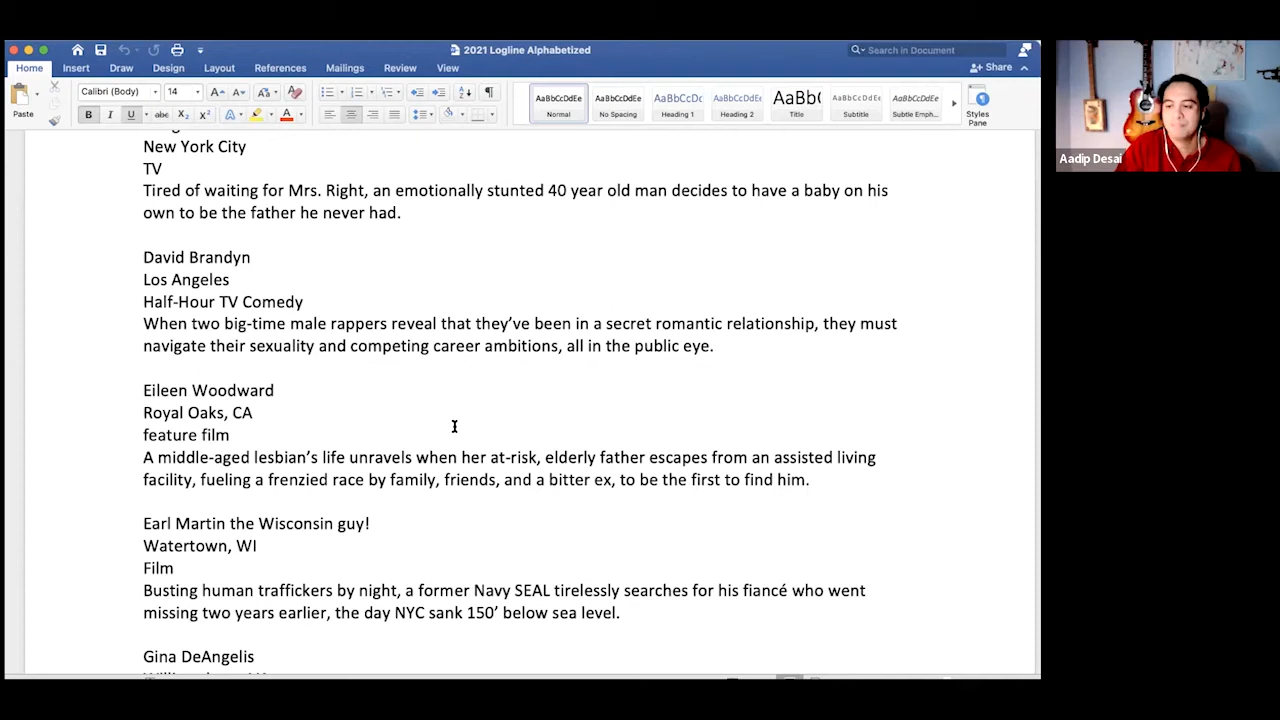 2021 Logline Alphabetized
Search in Document
Home Insert Draw Design Layout References Mailings Review View Share
Paste
Calibri (Body) 14
AaBbCcDdEe AaBbCcDdEe AaBbCcDc AaBbCcDdEe AaBb( AaBbCcDdEe AaBbCcDdEe
Normal No Spacing Heading 1 Heading 2 Title Subtitle Subtle Emph...
Styles
Pane
New York City
TV
Tired of waiting for Mrs. Right, an emotionally stunted 40 year old man decides to have a baby on his
own to be the father he never had.
David Brandyn
Los Angeles
Half-Hour TV Comedy
When two big-time male rappers reveal that they’ve been in a secret romantic relationship, they must
navigate their sexuality and competing career ambitions, all in the public eye.
Eileen Woodward
Royal Oaks, CA
feature film
A middle-aged lesbian’s life unravels when her at-risk, elderly father escapes from an assisted living
facility, fueling a frenzied race by family, friends, and a bitter ex, to be the first to find him.
Earl Martin the Wisconsin guy!
Watertown, WI
Film
Busting human traffickers by night, a former Navy SEAL tirelessly searches for his fiancé who went
missing two years earlier, the day NYC sank 150’ below sea level.
Gina DeAngelis
Aadip Desai